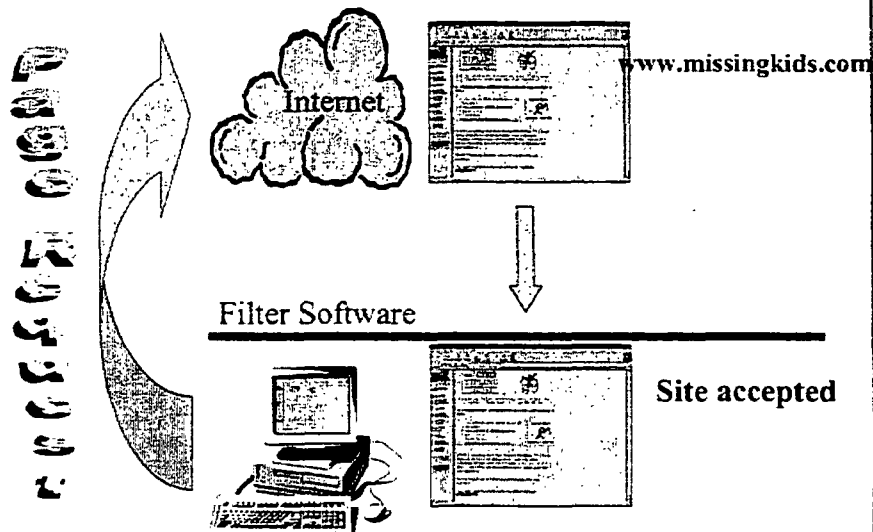 Page Request
Internet
www.missingkids.com
Filter Software
Site accepted